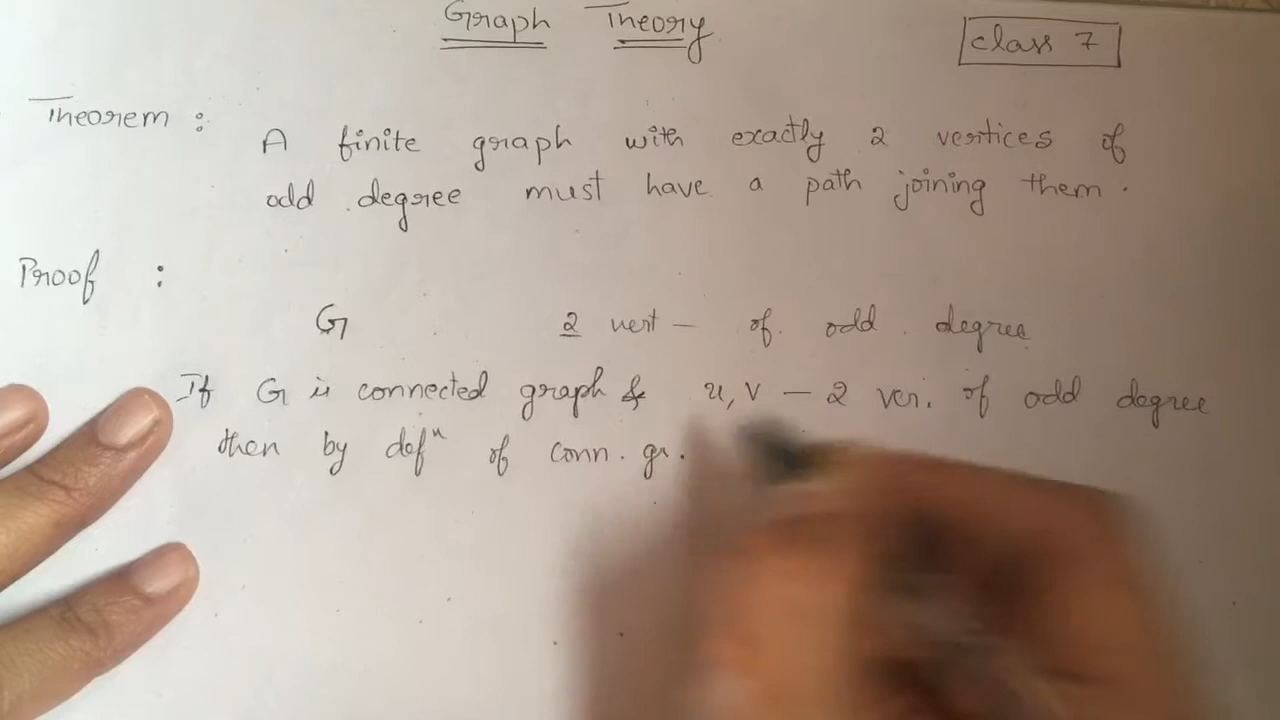 Graph Theory
class 7
Theorem : A finite graph with exactly 2 vertices of
odd degree must have a path joining them.
Proof :
G 2 vert - of odd degree
If G is connected graph & u, v - 2 ver. of odd degree
then by defⁿ of conn. gr.